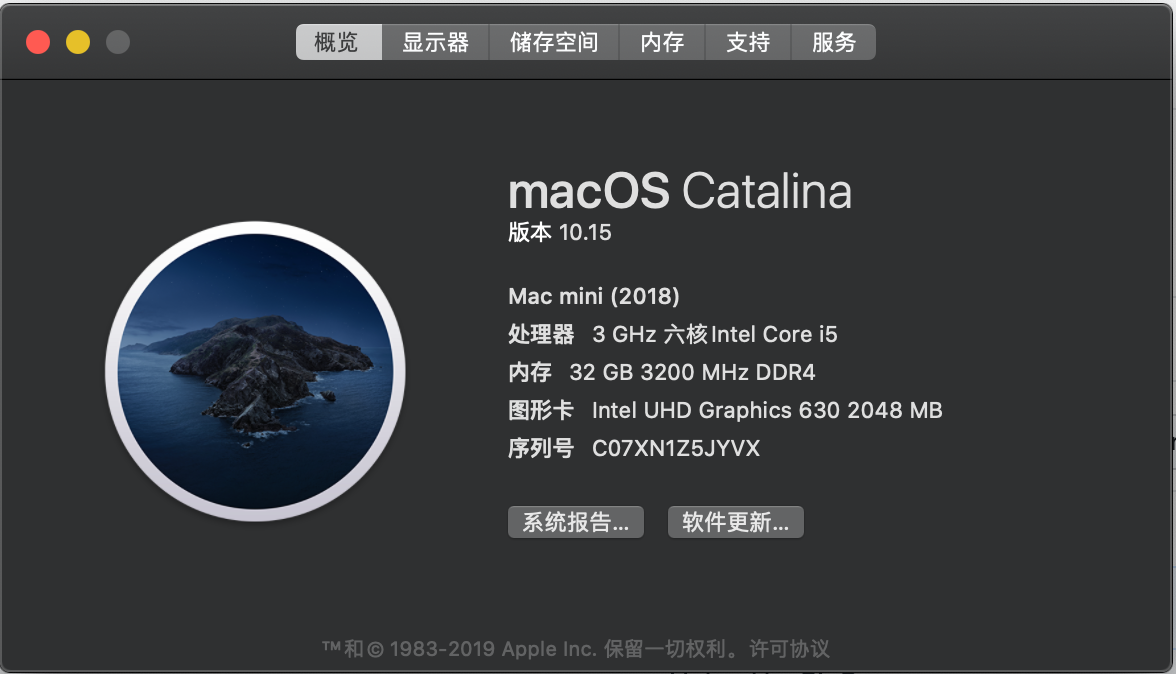 概览 显示器 储存空间 内存 支持 服务
macOS Catalina
版本 10.15
Mac mini (2018)
处理器 3 GHz 六核Intel Core i5
内存 32 GB 3200 MHz DDR4
图形卡 Intel UHD Graphics 630 2048 MB
序列号 C07XN1Z5JYVX
系统报告... 软件更新...
™和© 1983-2019 Apple Inc. 保留一切权利。许可协议